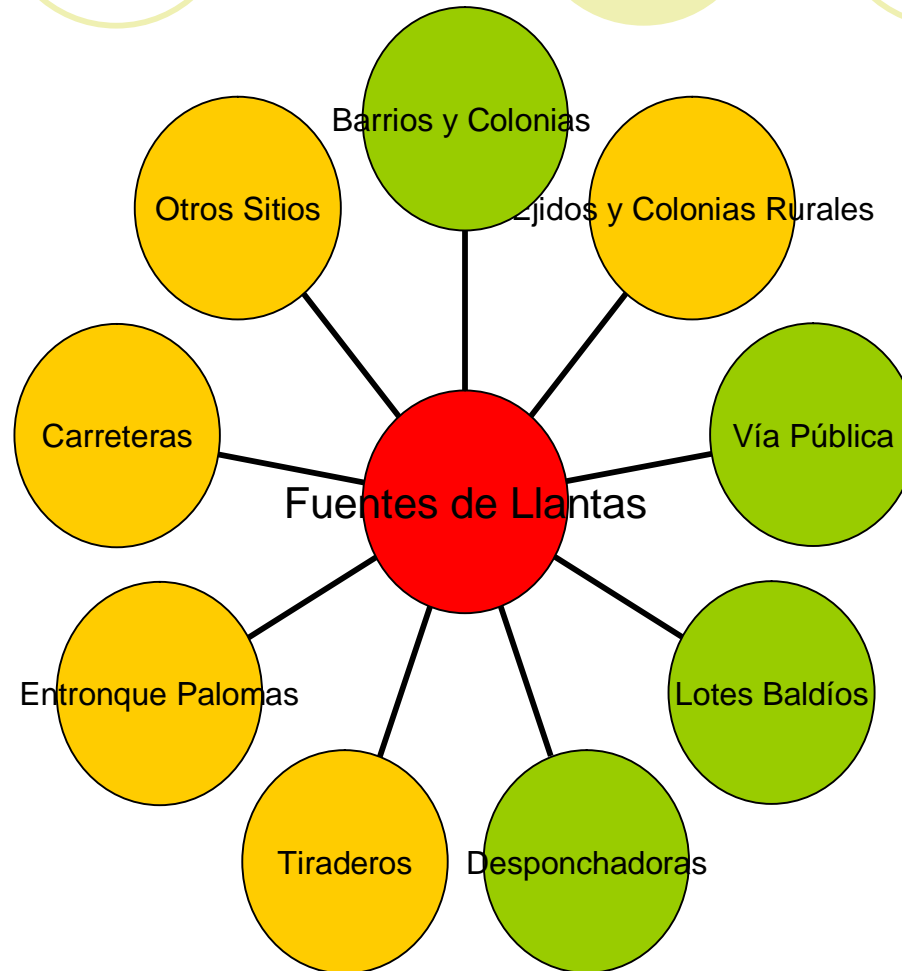 Barrios y Colonias
Ejidos y Colonias Rurales
Otros Sitios
Vía Pública
Carreteras
Fuentes de Llantas
Lotes Baldíos
Entronque Palomas
Tiraderos
Desponchadoras